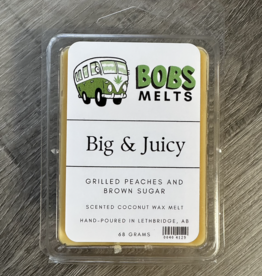 BOBS
MELTS
Big & Juicy
GRILLED PEACHES AND
BROWN SUGAR
SCENTED COCONUT WAX MELT
HAND-POURED IN LETHBRIDGE, AB
68 GRAMS